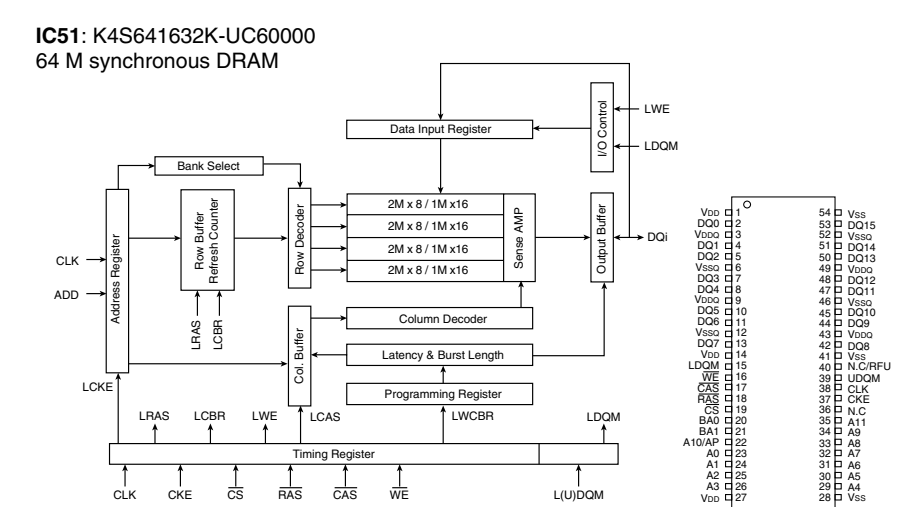 IC51: K4S641632K-UC60000
64 M synchronous DRAM
LWE
I/O Control
Data Input Register
LDQM
Bank Select
2M x 8 / 1M x16
2M x 8 / 1M x16
2M x 8 / 1M x16
2M x 8 / 1M x16
Address Register
Row Buffer
Refresh Counter
Row Decoder
Sense AMP
Output Buffer
DQi
CLK
ADD
LRAS
LCBR
Col. Buffer
Column Decoder
Latency & Burst Length
Programming Register
LCKE
LRAS
LCBR
LWE
LCAS
LWCBR
LDQM
Timing Register
CLK
CKE
CS
RAS
CAS
WE
L(U)DQM
VDD 1
DQ0 2
VDDQ 3
DQ1 4
DQ2 5
VSSQ 6
DQ3 7
DQ4 8
VDDQ 9
DQ5 10
DQ6 11
VSSQ 12
DQ7 13
VDD 14
LDQM 15
WE 16
CAS 17
RAS 18
CS 19
BA0 20
BA1 21
A10/AP 22
A0 23
A1 24
A2 25
A3 26
VDD 27
54 VSS
53 DQ15
52 VSSQ
51 DQ14
50 DQ13
49 VDDQ
48 DQ12
47 DQ11
46 VSSQ
45 DQ10
44 DQ9
43 VDDQ
42 DQ8
41 VSS
40 N.C/RFU
39 UDQM
38 CLK
37 CKE
36 N.C
35 A11
34 A9
33 A8
32 A7
31 A6
30 A5
29 A4
28 VSS